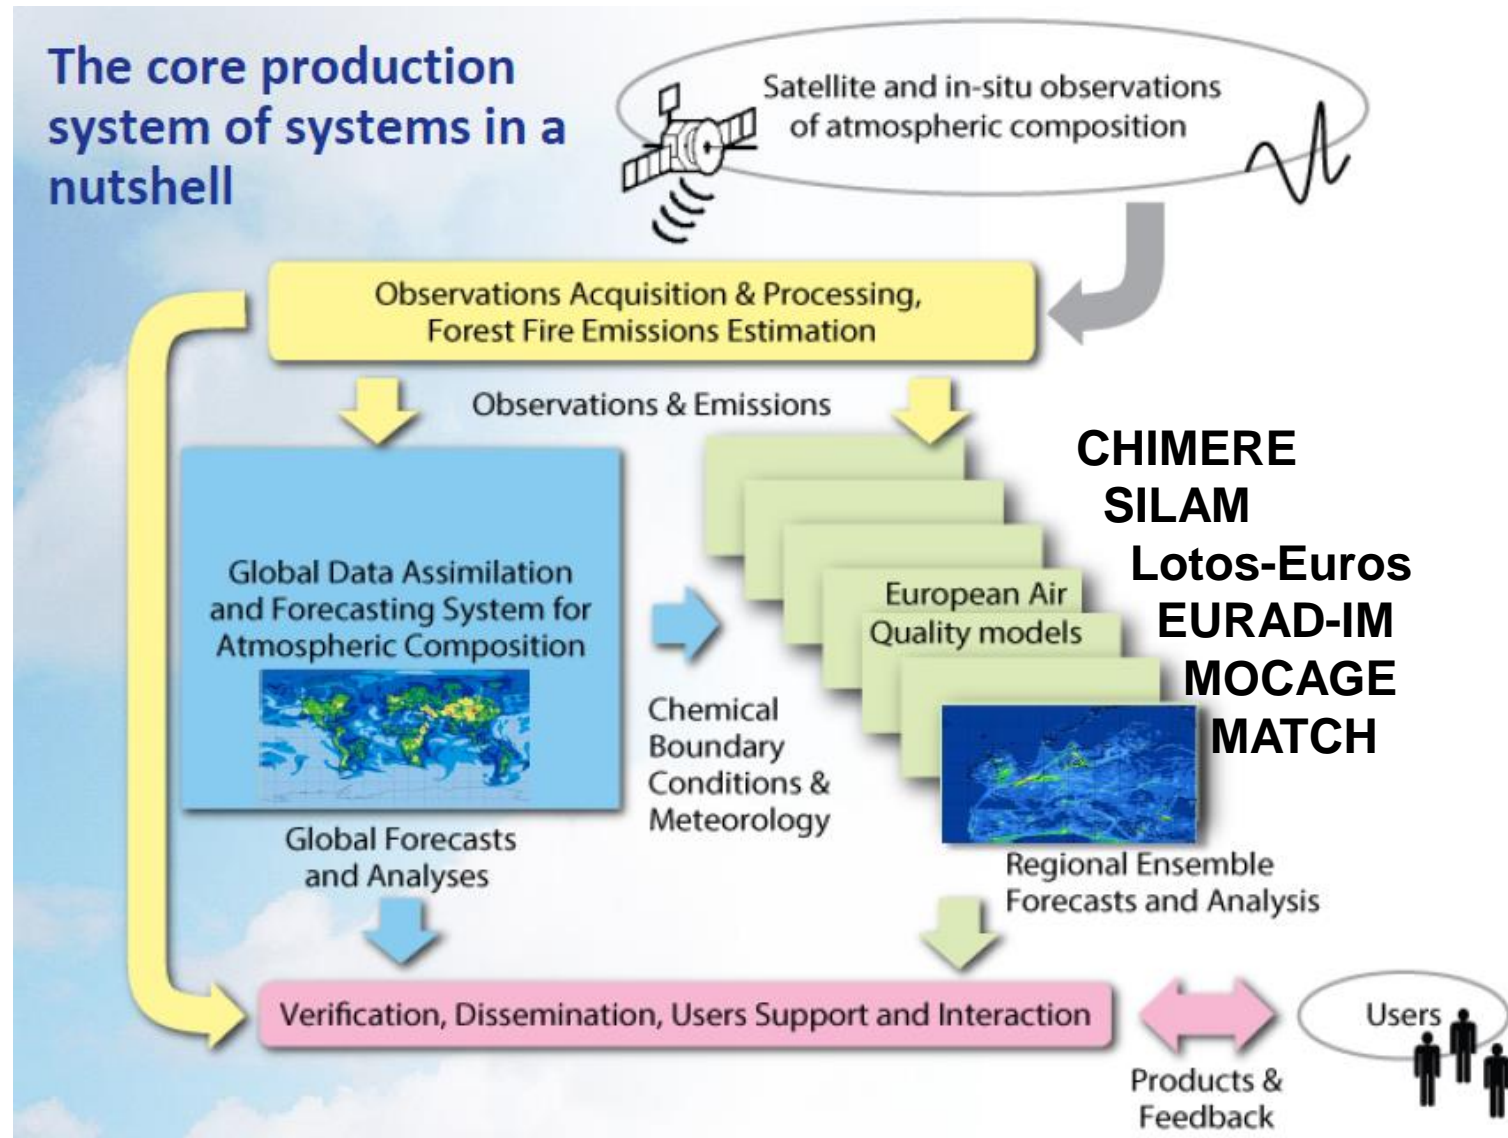 The core production
system of systems in a
nutshell
Satellite and in-situ observations
of atmospheric composition
Observations Acquisition & Processing,
Forest Fire Emissions Estimation
Observations & Emissions
CHIMERE
SILAM
Lotos-Euros
EURAD-IM
MOCAGE
MATCH
Global Data Assimilation
and Forecasting System for
Atmospheric Composition
European Air
Quality models
Chemical
Boundary
Conditions &
Meteorology
Global Forecasts
and Analyses
Regional Ensemble
Forecasts and Analysis
Verification, Dissemination, Users Support and Interaction
Users
Products &
Feedback